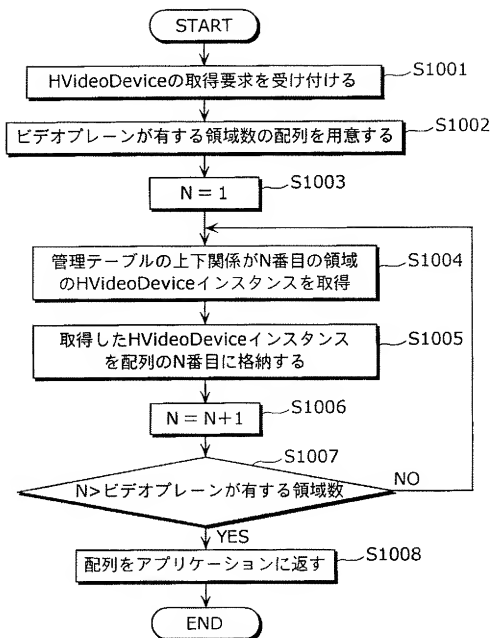 START
HVideoDeviceの取得要求を受け付ける
S1001
ビデオプレーンが有する領域数の配列を用意する
S1002
N = 1
S1003
管理テーブルの上下関係がN番目の領域
のHVideoDeviceインスタンスを取得
S1004
取得したHVideoDeviceインスタンス
を配列のN番目に格納する
S1005
N = N+1
S1006
S1007
N>ビデオプレーンが有する領域数
NO
YES
配列をアプリケーションに返す
S1008
END